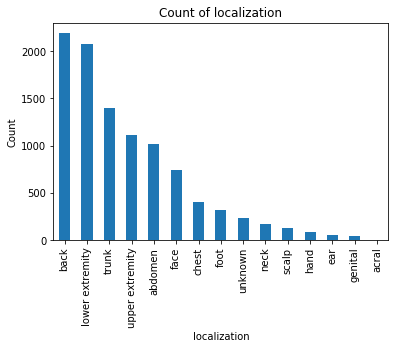 Count of localization
2000
1500
1000
500
0
Count
back
lower extremity
trunk
upper extremity
abdomen
face
chest
foot
unknown
neck
scalp
hand
ear
genital
acral
localization